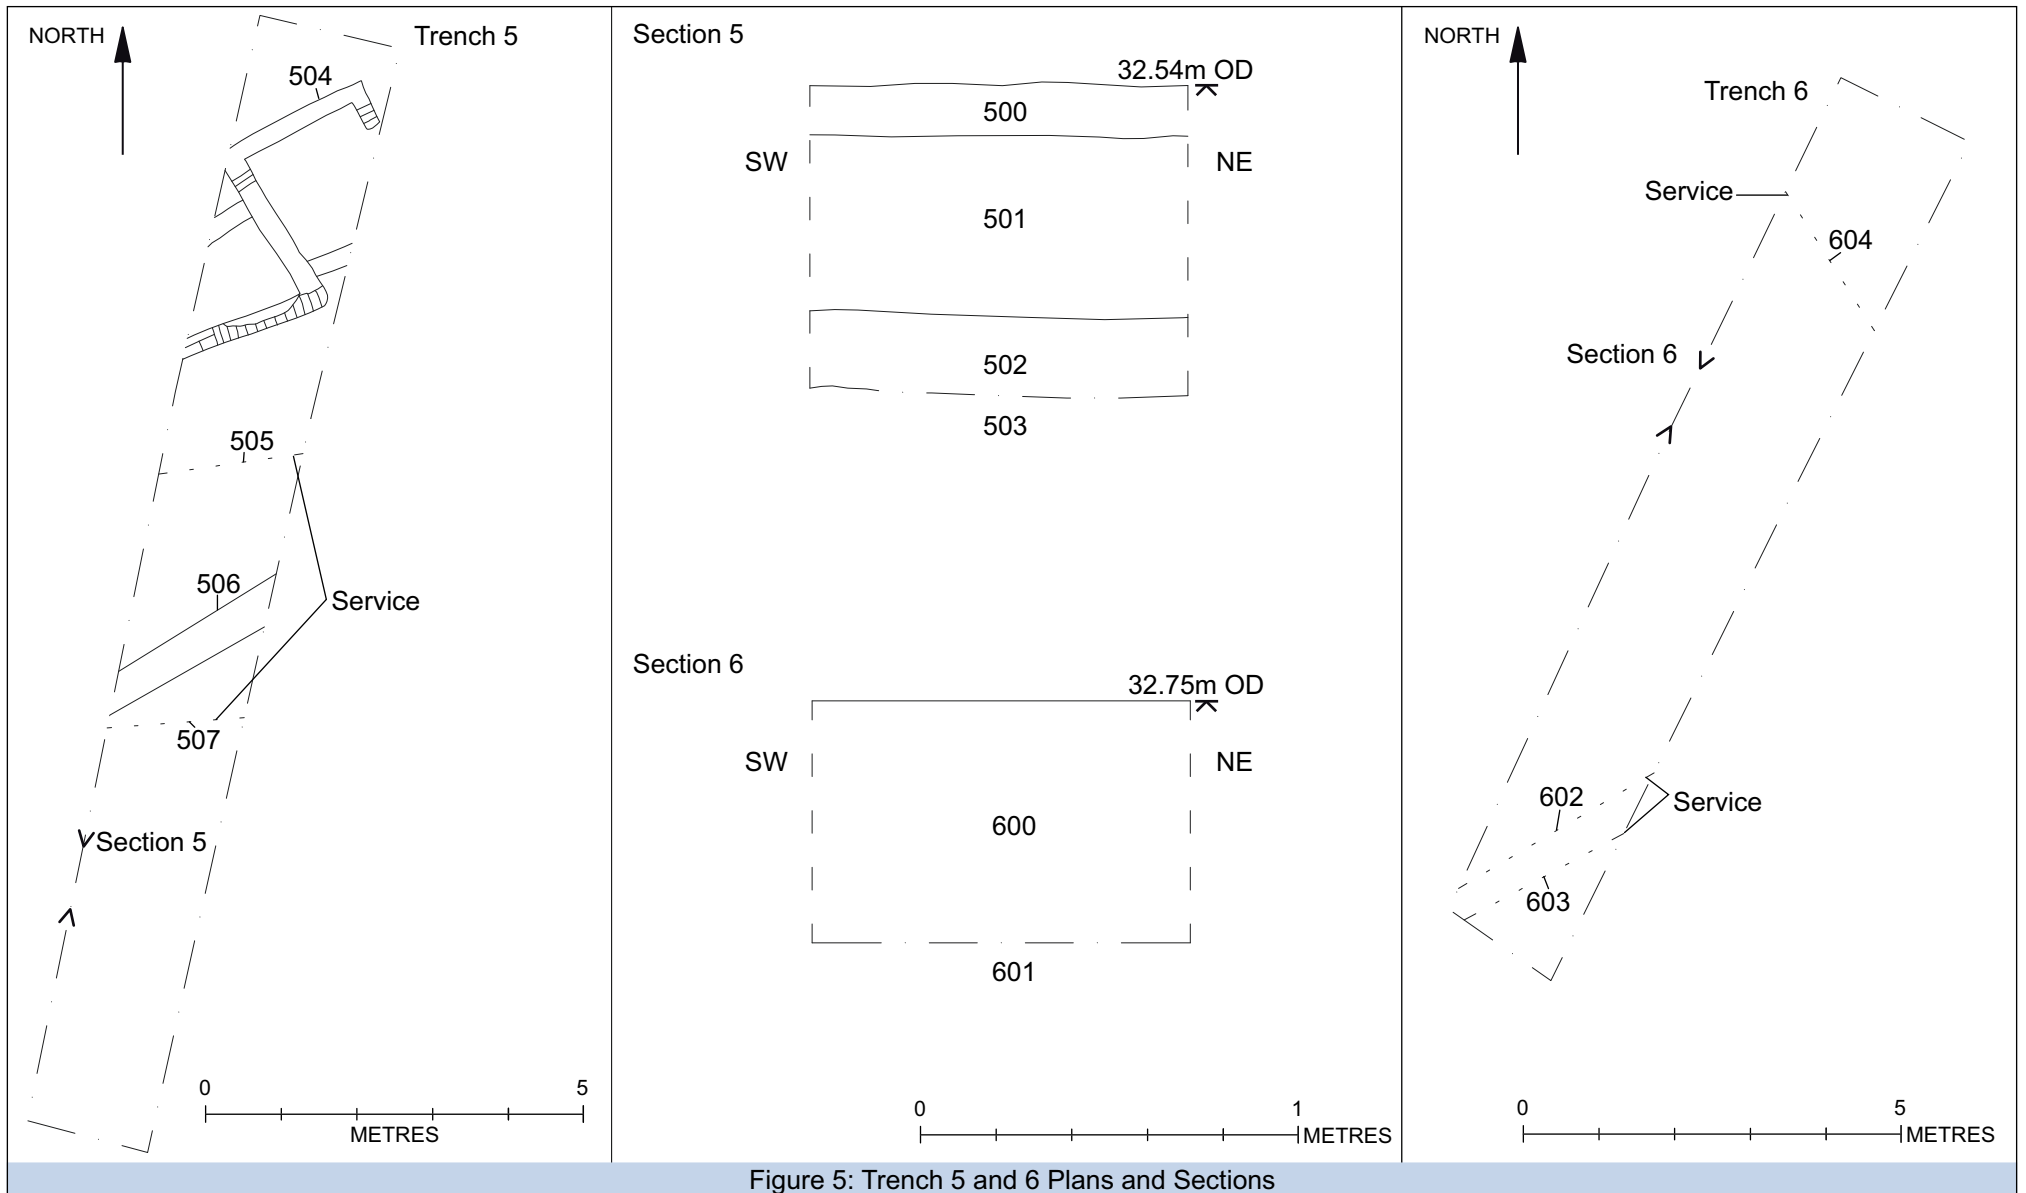 NORTH
Trench 5
504
505
506
Service
507
Section 5
0 5
METRES
Section 5
32.54m OD
500
SW NE
501
502
503
Section 6
32.75m OD
SW NE
600
601
0 1
METRES
NORTH
Trench 6
Service
604
Section 6
602
Service
603
0 5
METRES
Figure 5: Trench 5 and 6 Plans and Sections